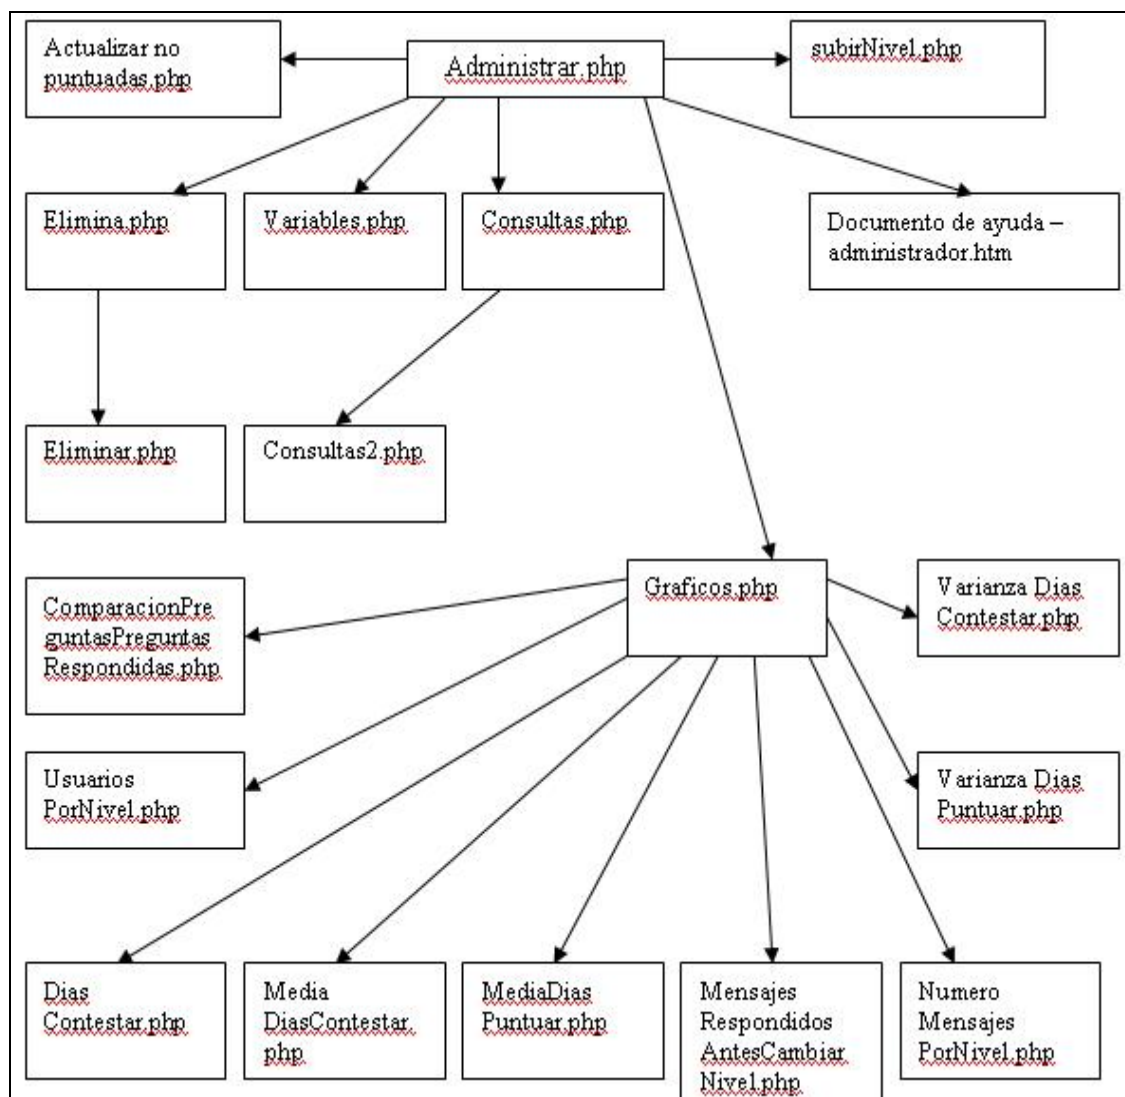 Actualizar no
puntuadas.php
Administrar.php
subirNivel.php
Elimina.php
Variables.php
Consultas.php
Documento de ayuda –
administrador.htm
Eliminar.php
Consultas2.php
Graficos.php
Varianza Dias
Contestar.php
ComparacionPre
guntasPreguntas
Respondidas.php
Usuarios
PorNivel.php
Varianza Dias
Puntuar.php
Dias
Contestar.php
Media
DiasContestar.
php
MediaDias
Puntuar.php
Mensajes
Respondidos
AntesCambiar
Nivel.php
Numero
Mensajes
PorNivel.php